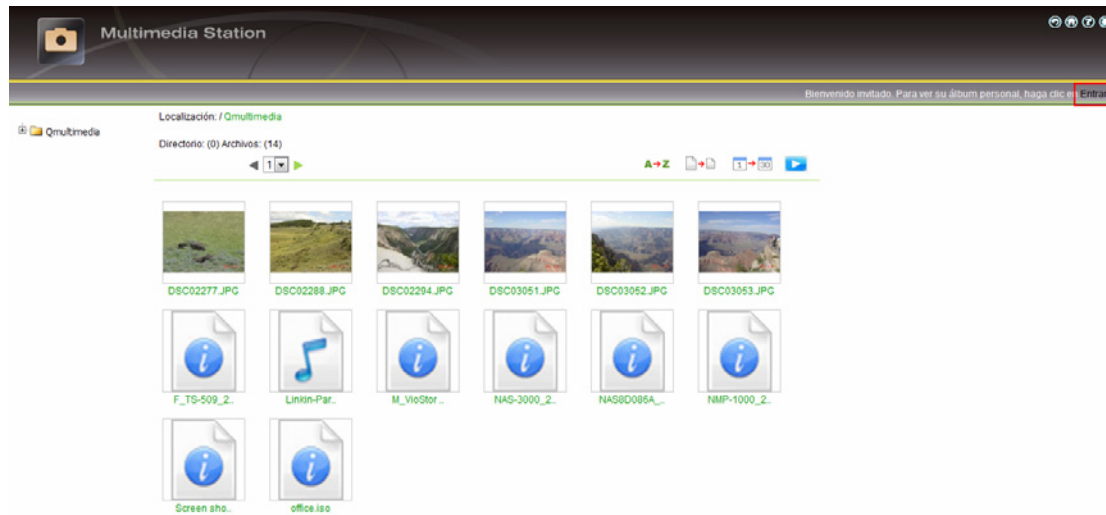 Multimedia Station
Bienvenido invitado. Para ver su álbum personal, haga clic en Entrar
Qmultimedia
Localización: / Qmultimedia
Directorio: (0) Archivos: (14)
1
A→Z
1→30
DSC02277.JPG
DSC02288.JPG
DSC02294.JPG
DSC03051.JPG
DSC03052.JPG
DSC03053.JPG
F_TS-509_2..
Linkin-Par..
M_VioStor ..
NAS-3000_2..
NAS8D086A_..
NMP-1000_2..
Screen sho..
office.iso